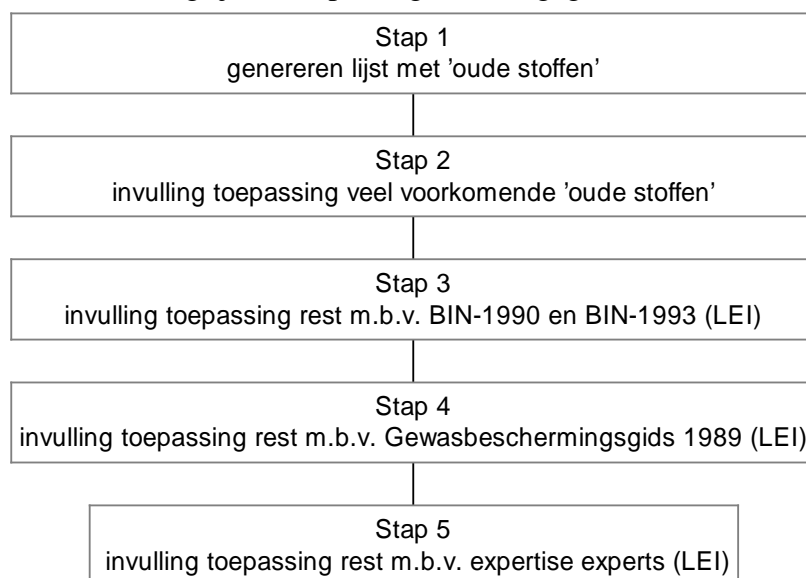 Stap 1
genereren lijst met 'oude stoffen'
Stap 2
invulling toepassing veel voorkomende 'oude stoffen'
Stap 3
invulling toepassing rest m.b.v. BIN-1990 en BIN-1993 (LEI)
Stap 4
invulling toepassing rest m.b.v. Gewasbeschermingsgids 1989 (LEI)
Stap 5
invulling toepassing rest m.b.v. expertise experts (LEI)